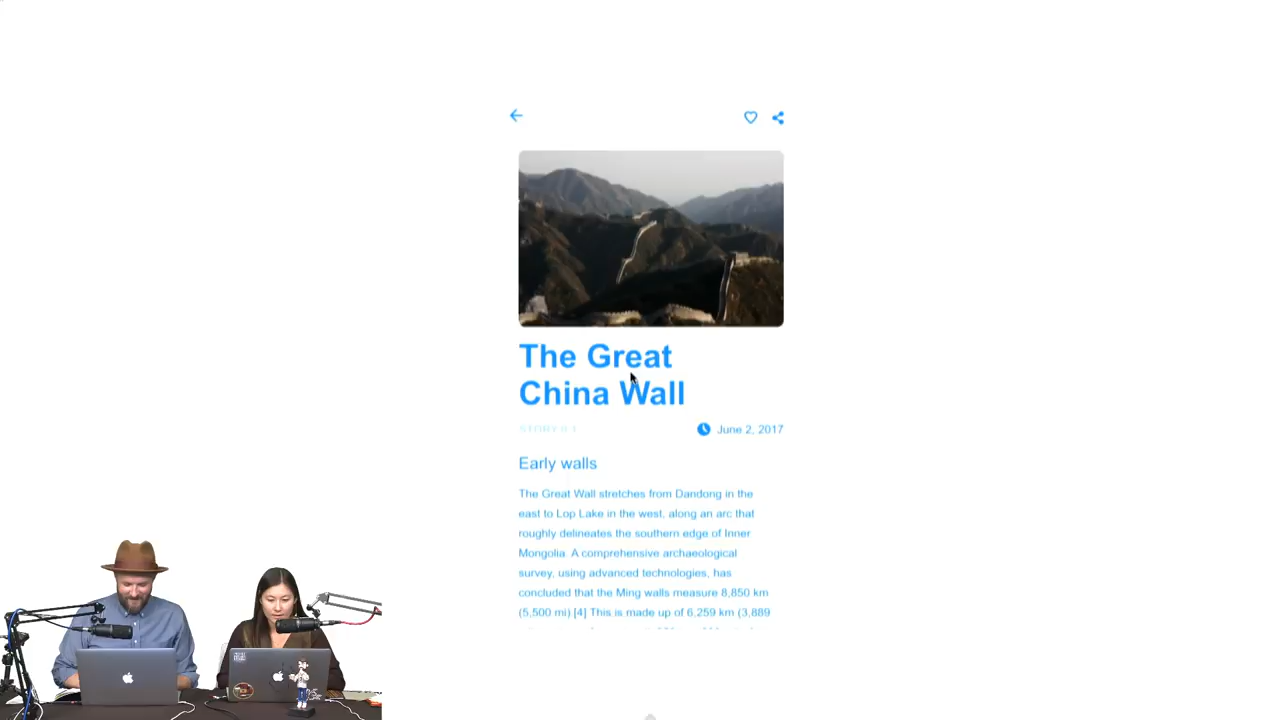 The Great
China Wall
June 2, 2017
Early walls
The Great Wall stretches from Dandong in the
east to Lop Lake in the west, along an arc that
roughly delineates the southern edge of Inner
Mongolia. A comprehensive archaeological
survey, using advanced technologies, has
concluded that the Ming walls measure 8,850 km
(5,500 mi).[4] This is made up of 6,259 km (3,889